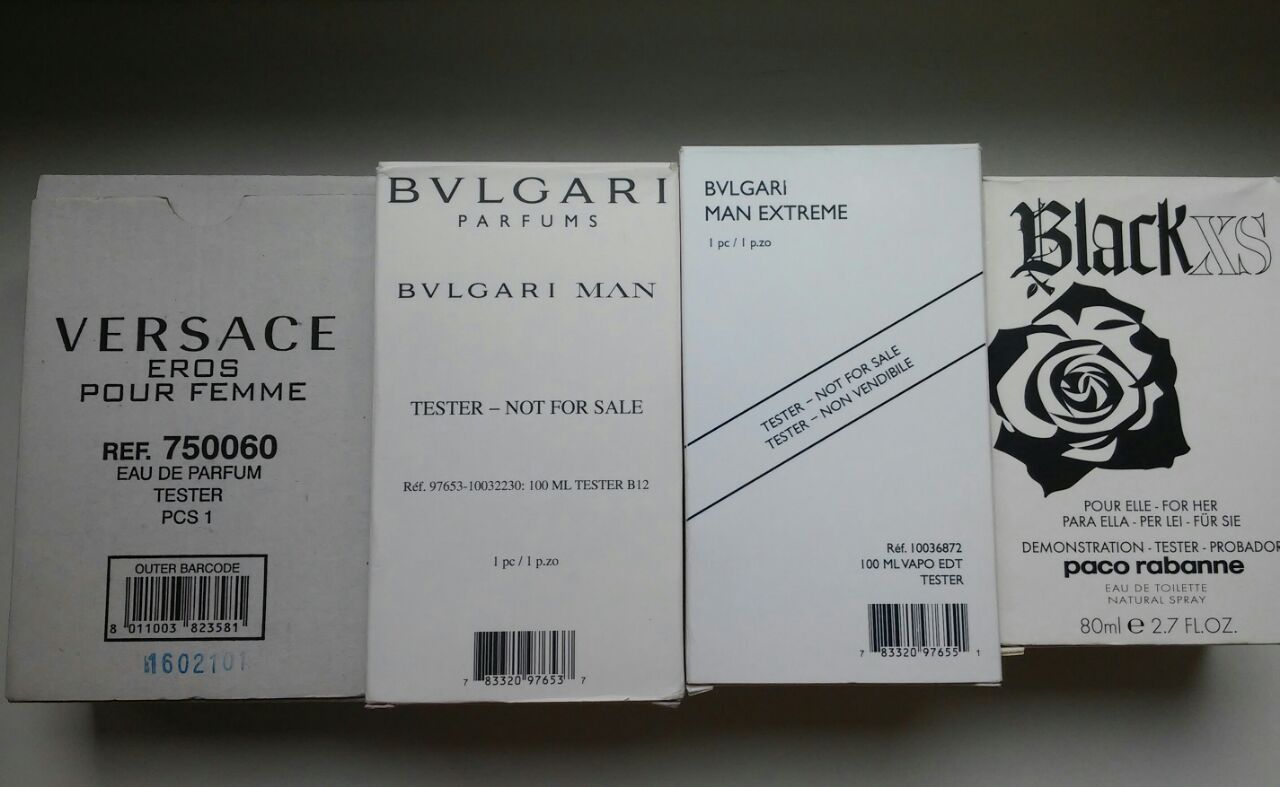 VERSACE
EROS
POUR FEMME
REF. 750060
EAU DE PARFUM
TESTER
PCS 1
OUTER BARCODE
8 011003 823581
1602101
BVLGARI
PARFUMS
BVLGARI MAN
TESTER – NOT FOR SALE
Réf. 97653-10032230: 100 ML TESTER B12
1 pc / 1 p.zo
7 83320 97653 7
BVLGARI
MAN EXTREME
1 pc / 1 p.zo
TESTER – NOT FOR SALE
TESTER – NON VENDIBILE
Réf. 10036872
100 ML VAPO EDT
TESTER
7 83320 97655 1
Black XS
POUR ELLE - FOR HER
PARA ELLA - PER LEI - FÜR SIE
DEMONSTRATION - TESTER - PROBADOR
paco rabanne
EAU DE TOILETTE
NATURAL SPRAY
80ml e 2.7 FL.OZ.